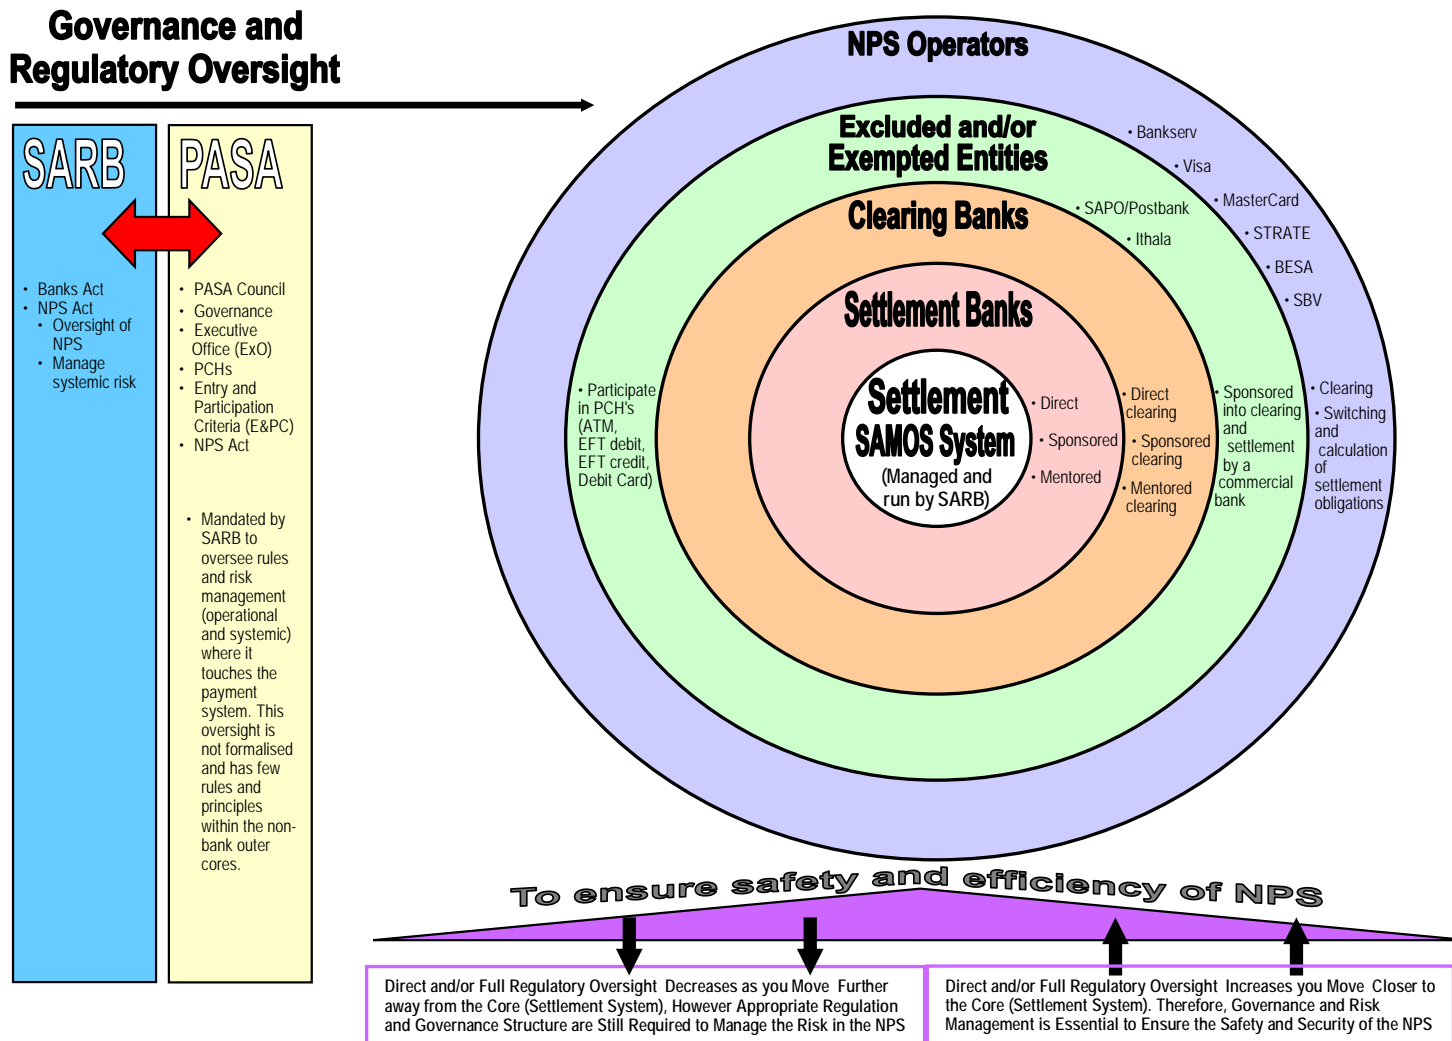 Governance and
Regulatory Oversight
SARB
• Banks Act
• NPS Act
• Oversight of
NPS
• Manage
systemic risk
PASA
• PASA Council
• Governance
• Executive
Office (ExO)
• PCHs
• Entry and
Participation
Criteria (E&PC)
• NPS Act
• Mandated by
SARB to
oversee rules
and risk
management
(operational
and systemic)
where it
touches the
payment
system. This
oversight is
not formalised
and has few
rules and
principles
within the non-
bank outer
cores.
NPS Operators
• Bankserv
• Visa
• MasterCard
• STRATE
• BESA
• SBV
• Clearing
• Switching
and
calculation
of
settlement
obligations
Excluded and/or
Exempted Entities
• SAPO/Postbank
• Ithala
• Participate
in PCH's
(ATM,
EFT debit,
EFT credit,
Debit Card)
• Sponsored
into clearing
and
settlement
by a
commercial
bank
Clearing Banks
• Direct
clearing
• Sponsored
clearing
• Mentored
clearing
Settlement Banks
• Direct
• Sponsored
• Mentored
Settlement
SAMOS System
(Managed and
run by SARB)
To ensure safety and efficiency of NPS
Direct and/or Full Regulatory Oversight Decreases as you Move Further
away from the Core (Settlement System), However Appropriate Regulation
and Governance Structure are Still Required to Manage the Risk in the NPS
Direct and/or Full Regulatory Oversight Increases you Move Closer to
the Core (Settlement System). Therefore, Governance and Risk
Management is Essential to Ensure the Safety and Security of the NPS